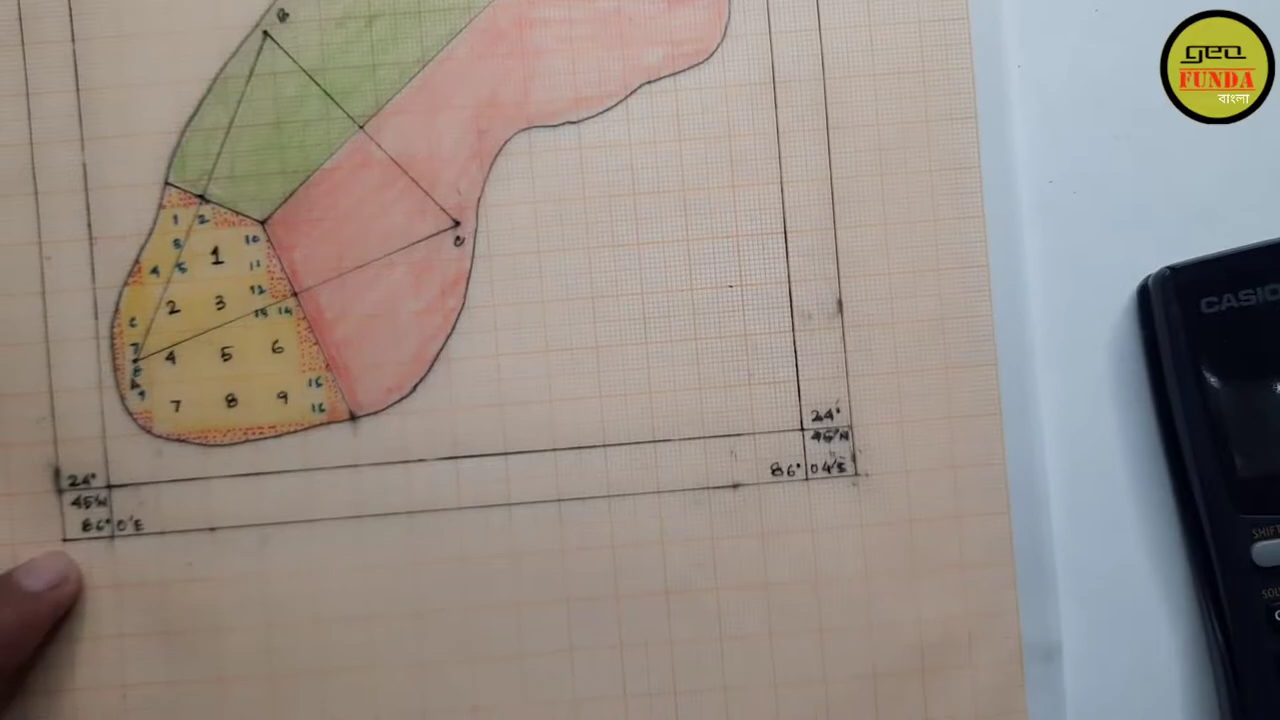 geo
FUNDA
বাংলা
B
1 2
3
1
10
4 5
11
2
3
12
6
13 14
7
4
5
6
8
A
9
7
8
9
15
16
C
CASIO
SHIFT
24°
45'N
86° 0'E
24°
45'N
86° 04'E